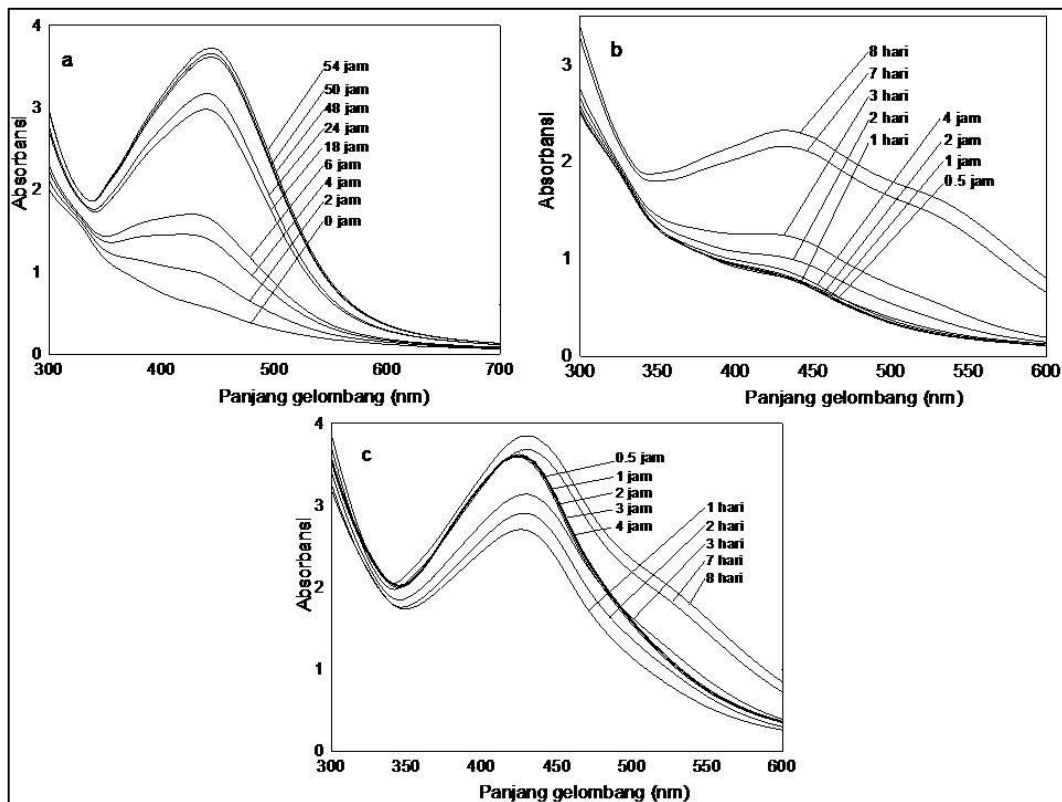 a
4
3
2
1
0
Absorbansi
54 jam
50 jam
48 jam
24 jam
18 jam
6 jam
4 jam
2 jam
0 jam
300 400 500 600 700
Panjang gelombang (nm)
b
3
2
1
0
Absorbansi
8 hari
7 hari
3 hari
2 hari
1 hari
4 jam
2 jam
1 jam
0.5 jam
300 350 400 450 500 550 600
Panjang gelombang (nm)
c
4
3
2
1
0
Absorbansi
0.5 jam
1 jam
2 jam
3 jam
4 jam
1 hari
2 hari
3 hari
7 hari
8 hari
300 350 400 450 500 550 600
Panjang gelombang (nm)